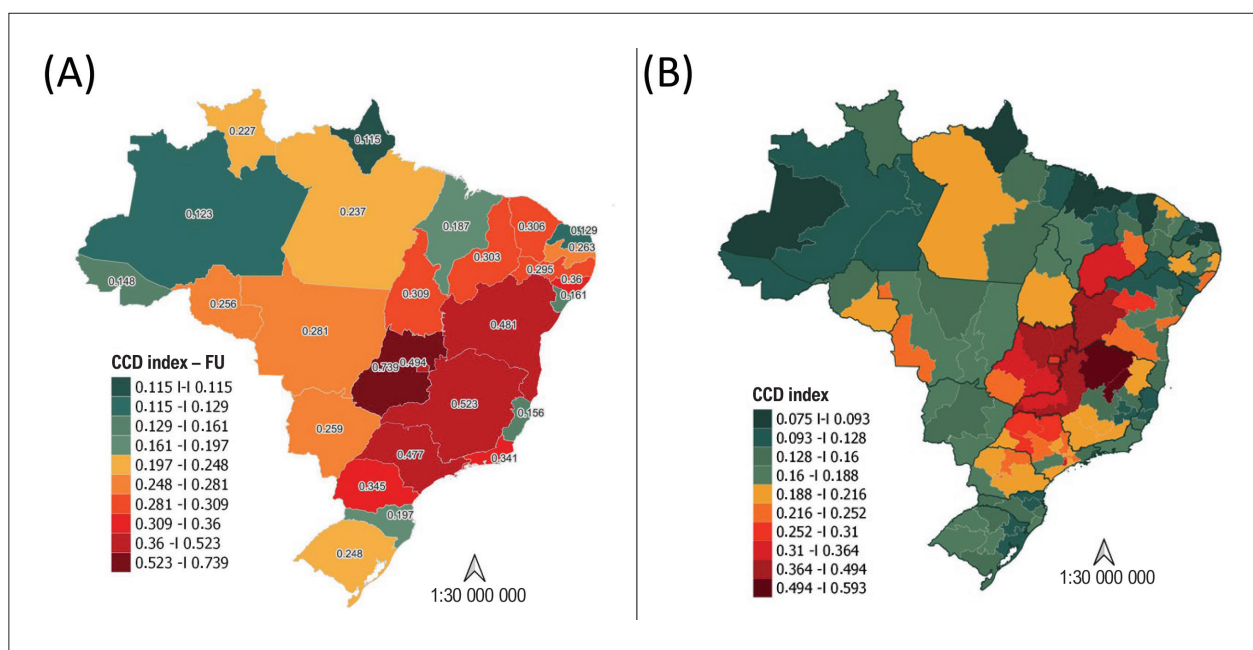 (A)
0.227
0.115
0.123
0.237
0.187
0.306
0.129
0.263
0.303
0.295
0.36
0.161
0.148
0.256
0.309
0.281
0.481
0.739
0.494
0.523
0.156
0.259
0.477
0.341
0.345
0.197
0.248
CCD index – FU
0.115 I-I 0.115
0.115 -I 0.129
0.129 -I 0.161
0.161 -I 0.197
0.197 -I 0.248
0.248 -I 0.281
0.281 -I 0.309
0.309 -I 0.36
0.36 -I 0.523
0.523 -I 0.739
1:30 000 000
(B)
CCD index
0.075 I-I 0.093
0.093 -I 0.128
0.128 -I 0.16
0.16 -I 0.188
0.188 -I 0.216
0.216 -I 0.252
0.252 -I 0.31
0.31 -I 0.364
0.364 -I 0.494
0.494 -I 0.593
1:30 000 000